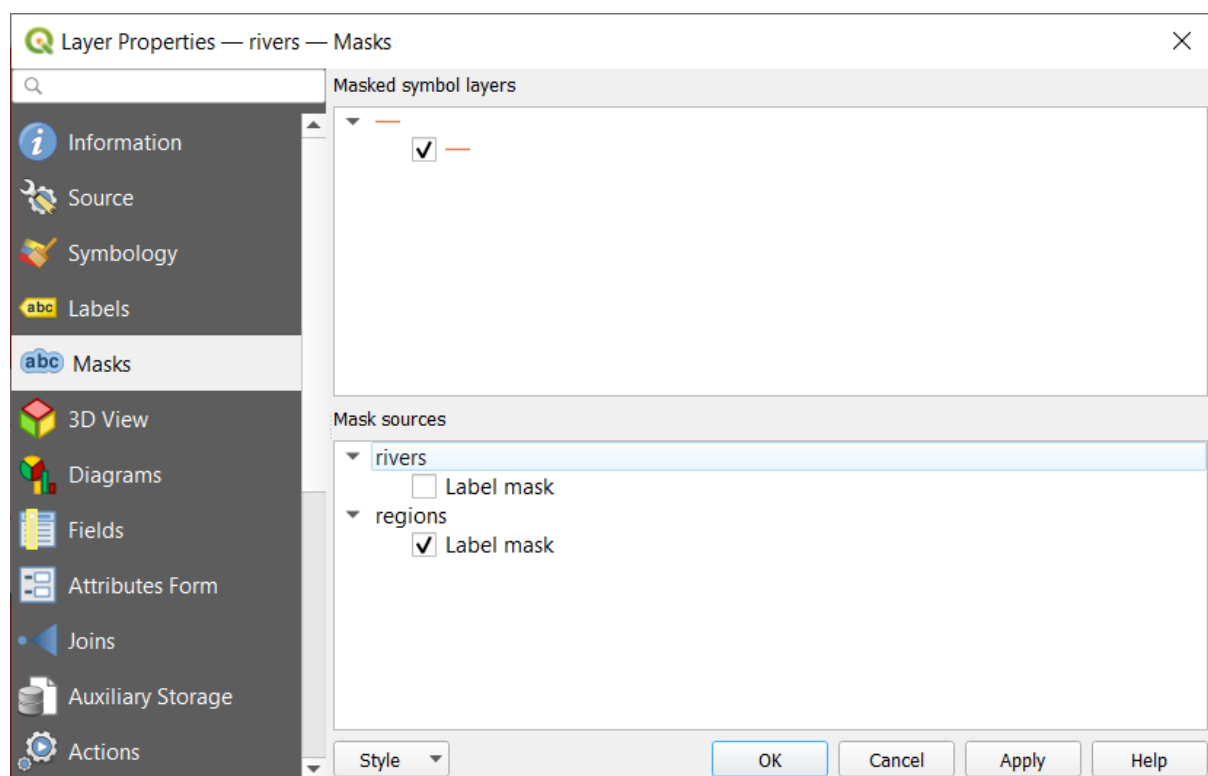 Layer Properties — rivers — Masks
Information
Source
Symbology
abc Labels
abc Masks
3D View
Diagrams
Fields
Attributes Form
Joins
Auxiliary Storage
Actions
Masked symbol layers
Mask sources
rivers
Label mask
regions
Label mask
Style
OK
Cancel
Apply
Help